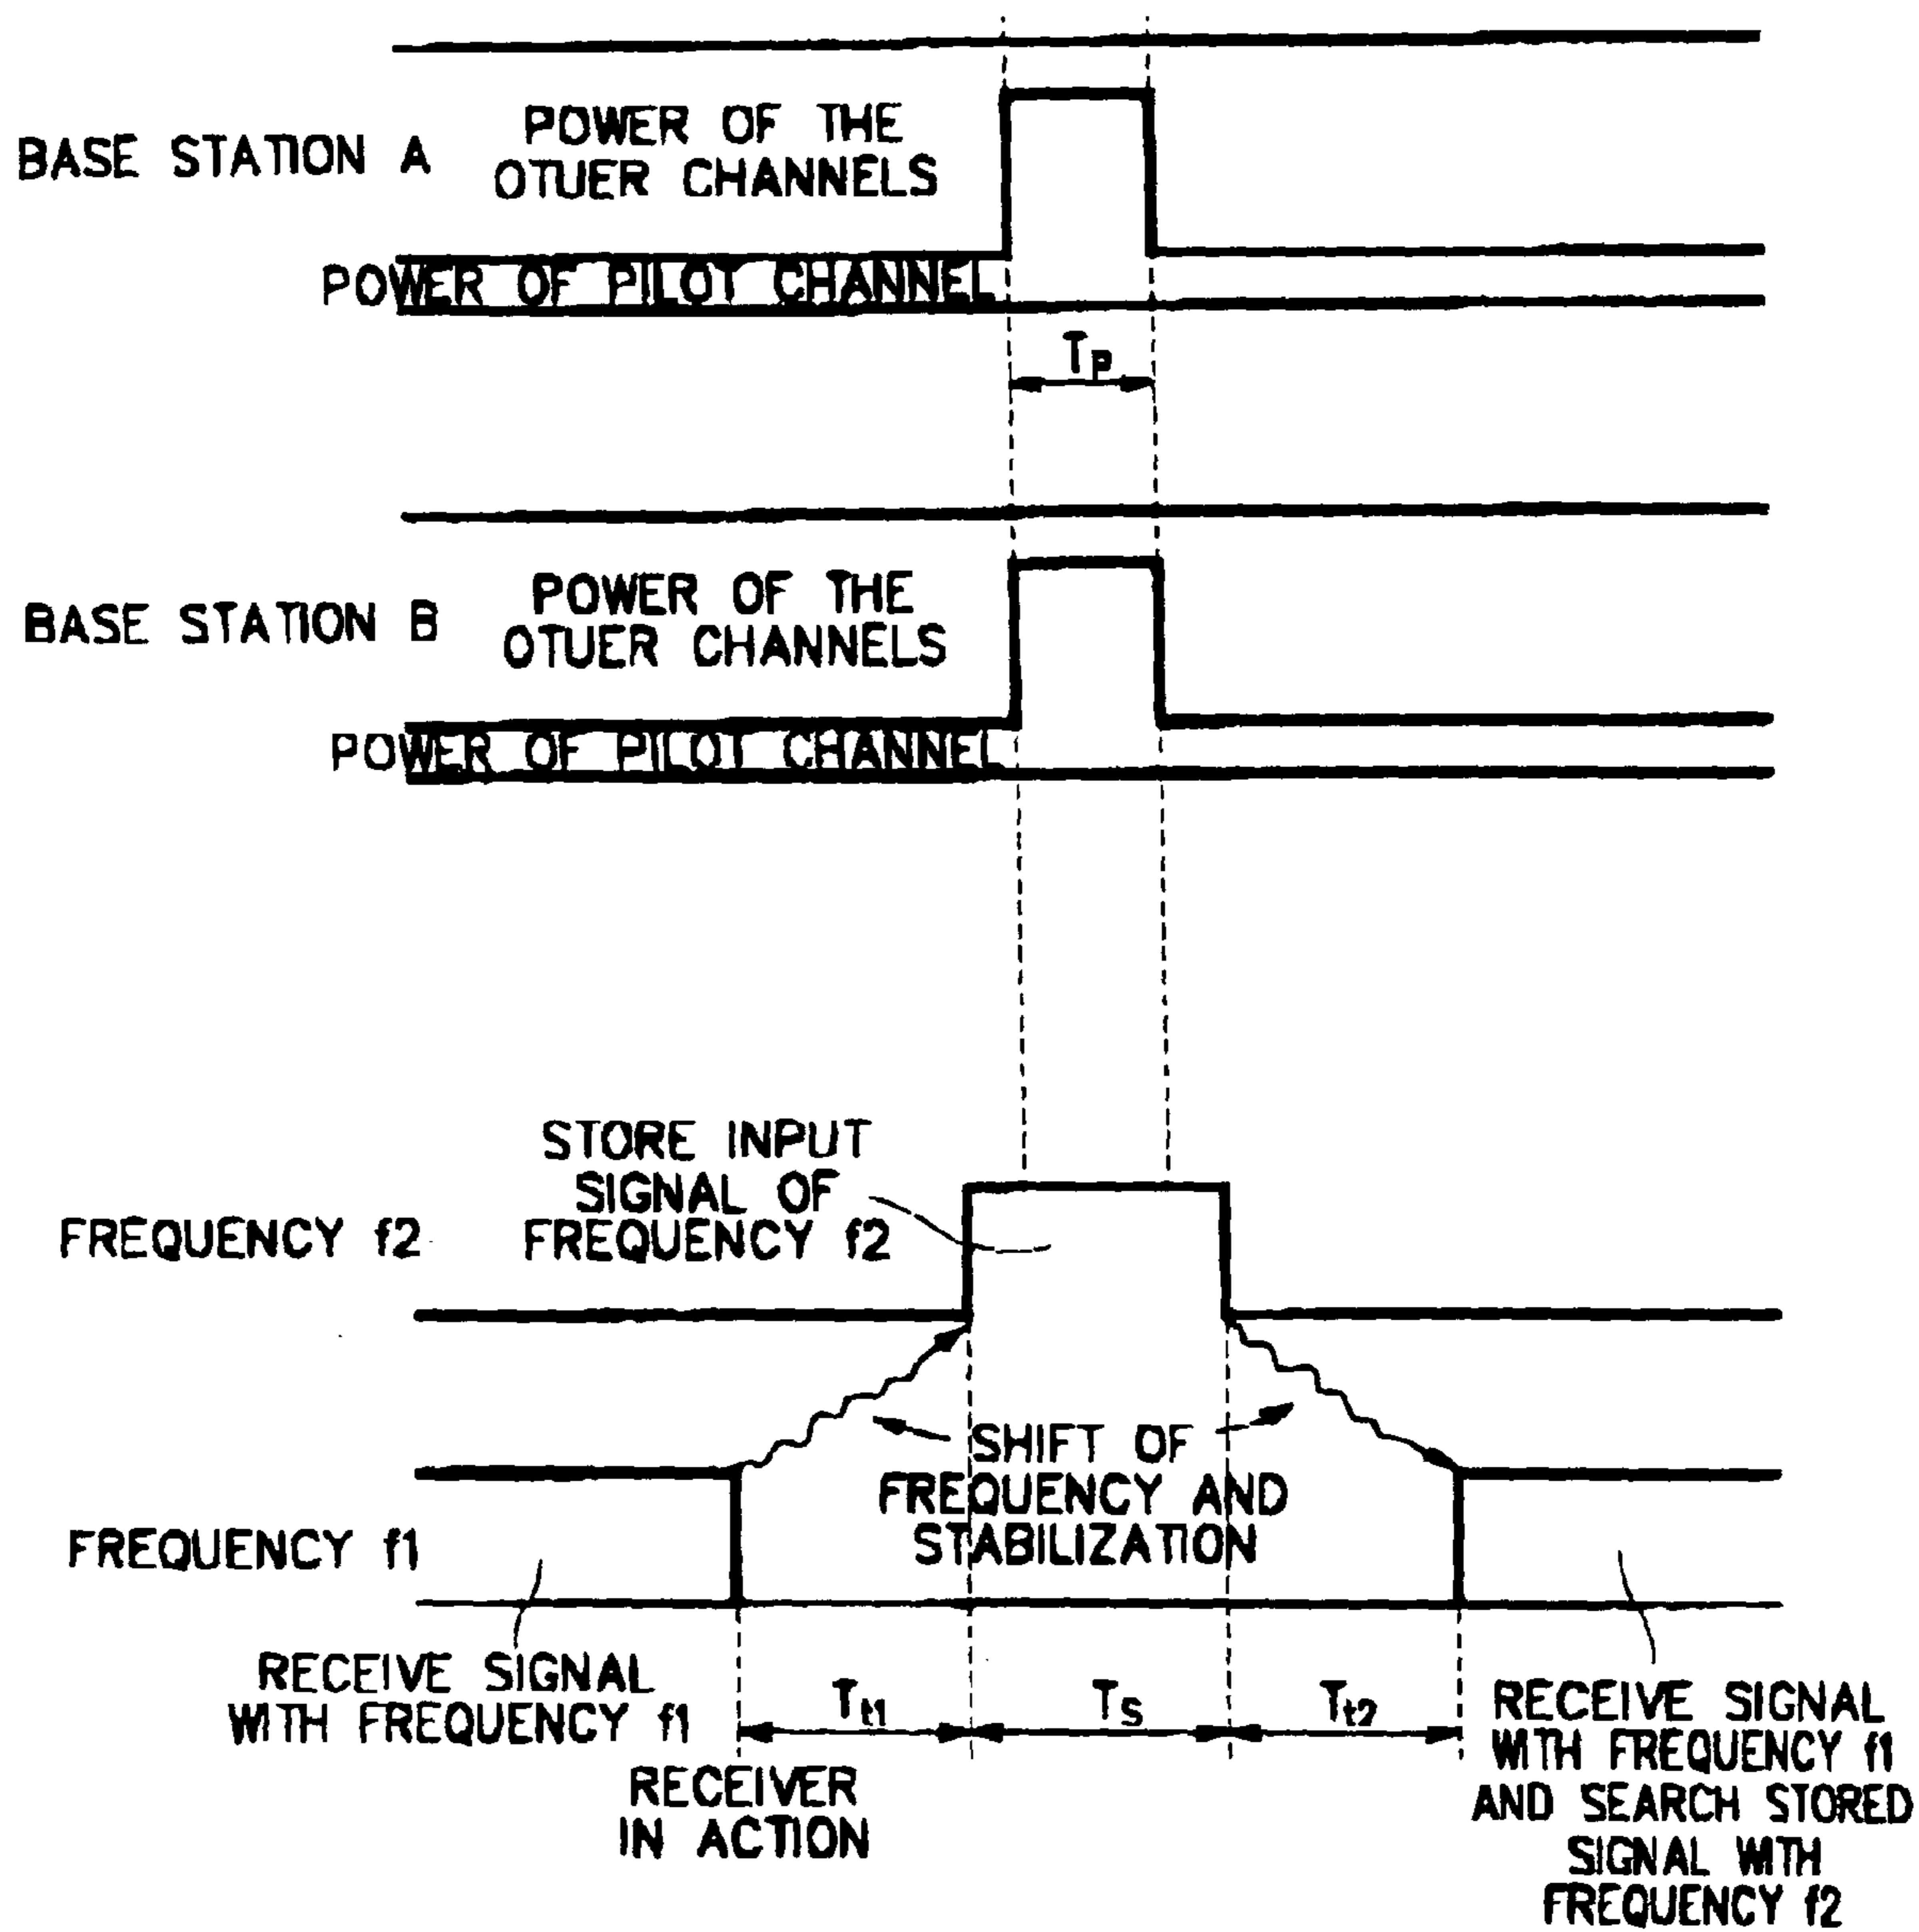 POWER OF THE
OTUER CHANNELS
BASE STATION A
POWER OF PILOT CHANNEL
Tp
POWER OF THE
OTUER CHANNELS
BASE STATION B
POWER OF PILOT CHANNEL
STORE INPUT
SIGNAL OF
FREQUENCY f2
FREQUENCY f2
SHIFT OF
FREQUENCY AND
STABILIZATION
FREQUENCY f1
RECEIVE SIGNAL
WITH FREQUENCY f1
Tt1
TS
Tt2
RECEIVER
IN ACTION
RECEIVE SIGNAL
WITH FREQUENCY f1
AND SEARCH STORED
SIGNAL WITH
FREQUENCY f2